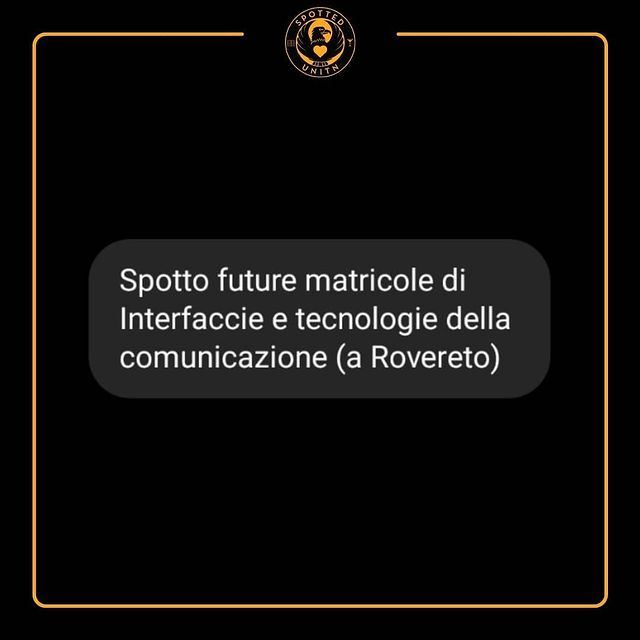 SPOTTED
UNITN
Spotto future matricole di
Interfaccie e tecnologie della
comunicazione (a Rovereto)